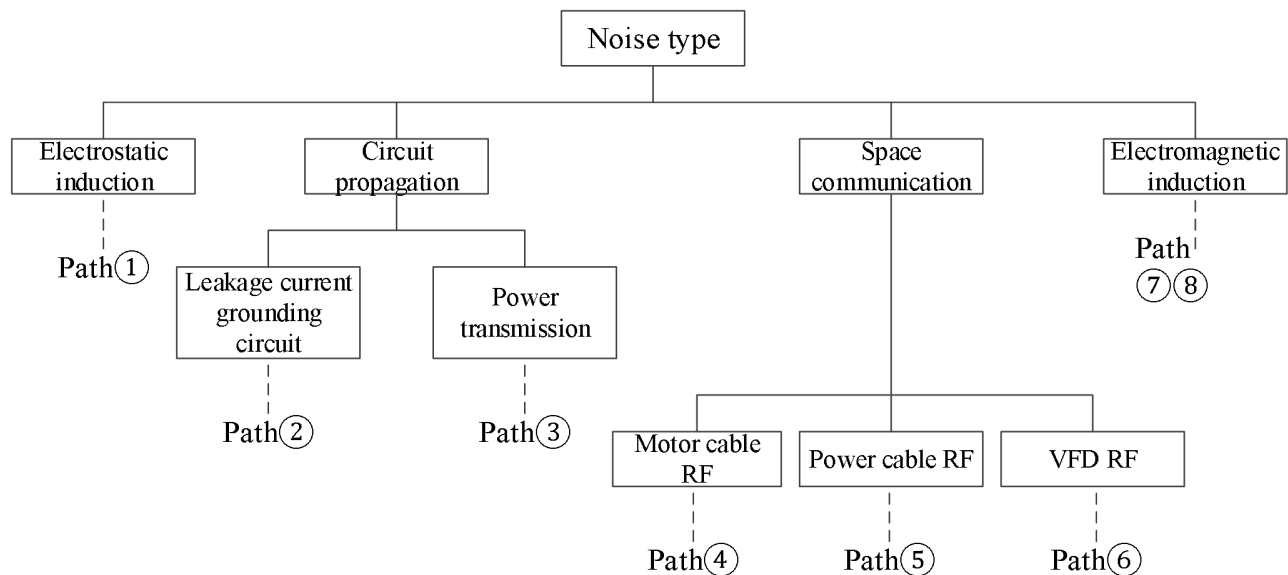 Noise type
Electrostatic
induction
Circuit
propagation
Space
communication
Electromagnetic
induction
Path①
Path
⑦⑧
Leakage current
grounding
circuit
Power
transmission
Path②
Path③
Motor cable
RF
Power cable RF
VFD RF
Path④
Path⑤
Path⑥